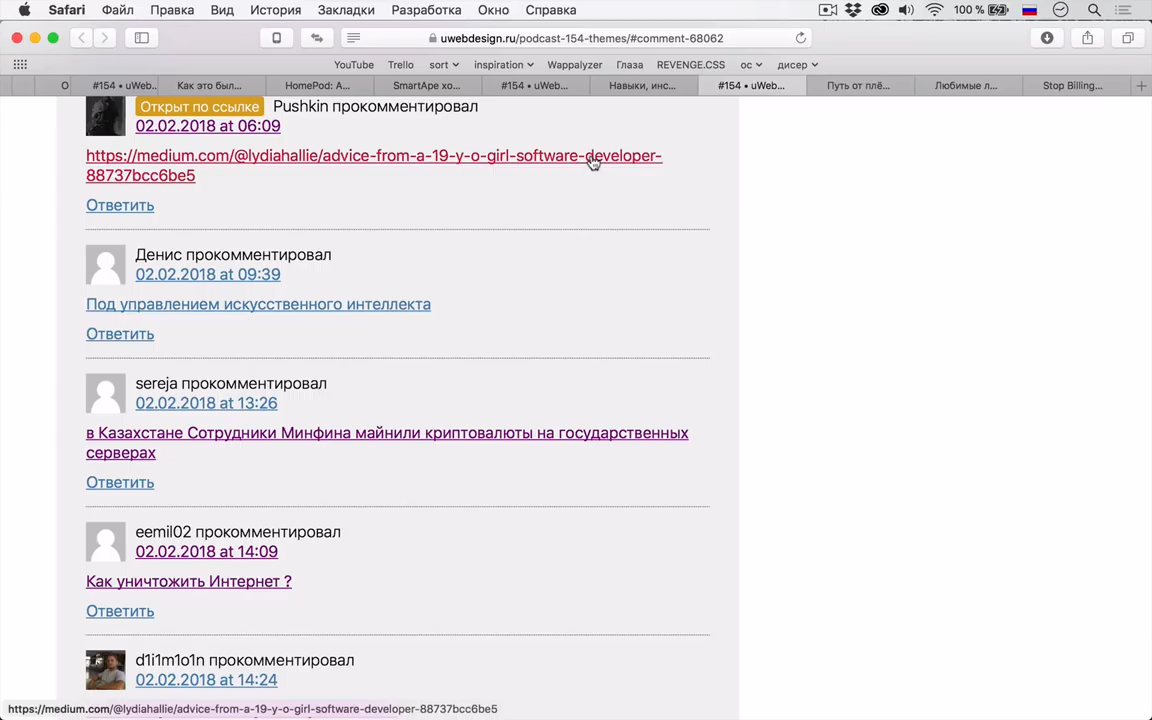 Safari Файл Правка Вид История Закладки Разработка Окно Справка 100 %
uwebdesign.ru/podcast-154-themes/#comment-68062
YouTube Trello sort inspiration Wappalyzer Глаза REVENGE.CSS ос дисер
О #154 • uWeb... Как это был... HomePod: A... SmartApe хо... #154 • uWeb... Навыки, инс... #154 • uWeb... Путь от плё... Любимые л... Stop Billing...
Открыт по ссылке Pushkin прокомментировал
02.02.2018 at 06:09
https://medium.com/@lydiahallie/advice-from-a-19-y-o-girl-software-developer-
88737bcc6be5
Ответить
Денис прокомментировал
02.02.2018 at 09:39
Под управлением искусственного интеллекта
Ответить
sereja прокомментировал
02.02.2018 at 13:26
в Казахстане Сотрудники Минфина майнили криптовалюты на государственных
серверах
Ответить
eemil02 прокомментировал
02.02.2018 at 14:09
Как уничтожить Интернет ?
Ответить
d1i1m1o1n прокомментировал
02.02.2018 at 14:24
https://medium.com/@lydiahallie/advice-from-a-19-y-o-girl-software-developer-88737bcc6be5